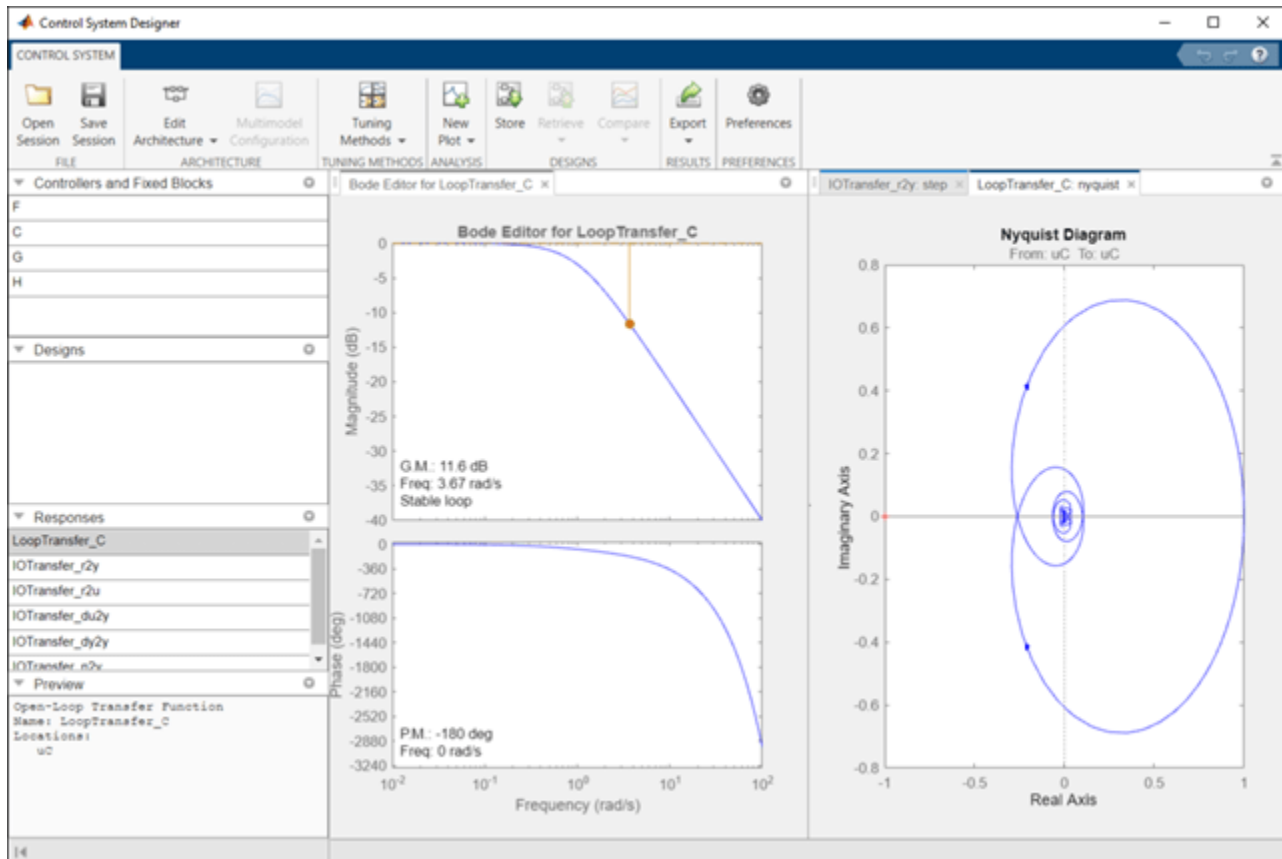 Control System Designer
CONTROL SYSTEM
Open Session
Save Session
Edit Architecture
Multimodel Configuration
Tuning Methods
New Plot
Store
Retrieve
Compare
Export
Preferences
FILE
ARCHITECTURE
TUNING METHODS
ANALYSIS
DESIGNS
RESULTS
PREFERENCES
Controllers and Fixed Blocks
F
C
G
H
Designs
Responses
LoopTransfer_C
IOTransfer_r2y
IOTransfer_r2u
IOTransfer_du2y
IOTransfer_dy2y
IOTransfer_n2y
Preview
Open-Loop Transfer Function
Name: LoopTransfer_C
Locations:
uC
Bode Editor for LoopTransfer_C
Bode Editor for LoopTransfer_C
Magnitude (dB)
0
-5
-10
-15
-20
-25
-30
-35
-40
G.M.: 11.6 dB
Freq: 3.67 rad/s
Stable loop
Phase (deg)
0
-360
-720
-1080
-1440
-1800
-2160
-2520
-2880
-3240
P.M.: -180 deg
Freq: 0 rad/s
10^-2
10^-1
10^0
10^1
10^2
Frequency (rad/s)
IOTransfer_r2y: step
LoopTransfer_C: nyquist
Nyquist Diagram
From: uC To: uC
Imaginary Axis
0.8
0.6
0.4
0.2
0
-0.2
-0.4
-0.6
-0.8
-1
-0.5
0
0.5
1
Real Axis